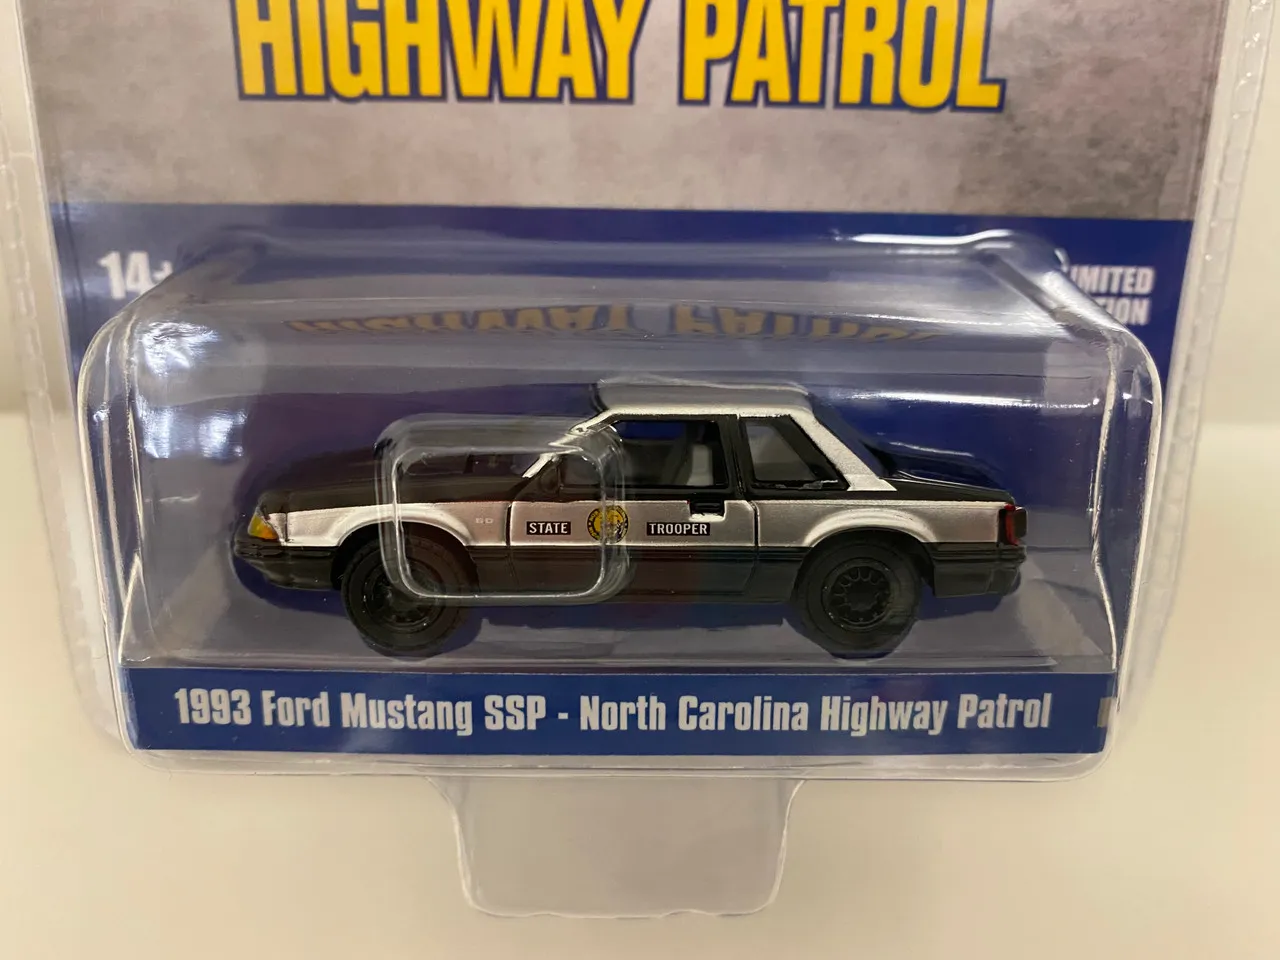 HIGHWAY PATROL
14+
LIMITED
STATE TROOPER
1993 Ford Mustang SSP - North Carolina Highway Patrol